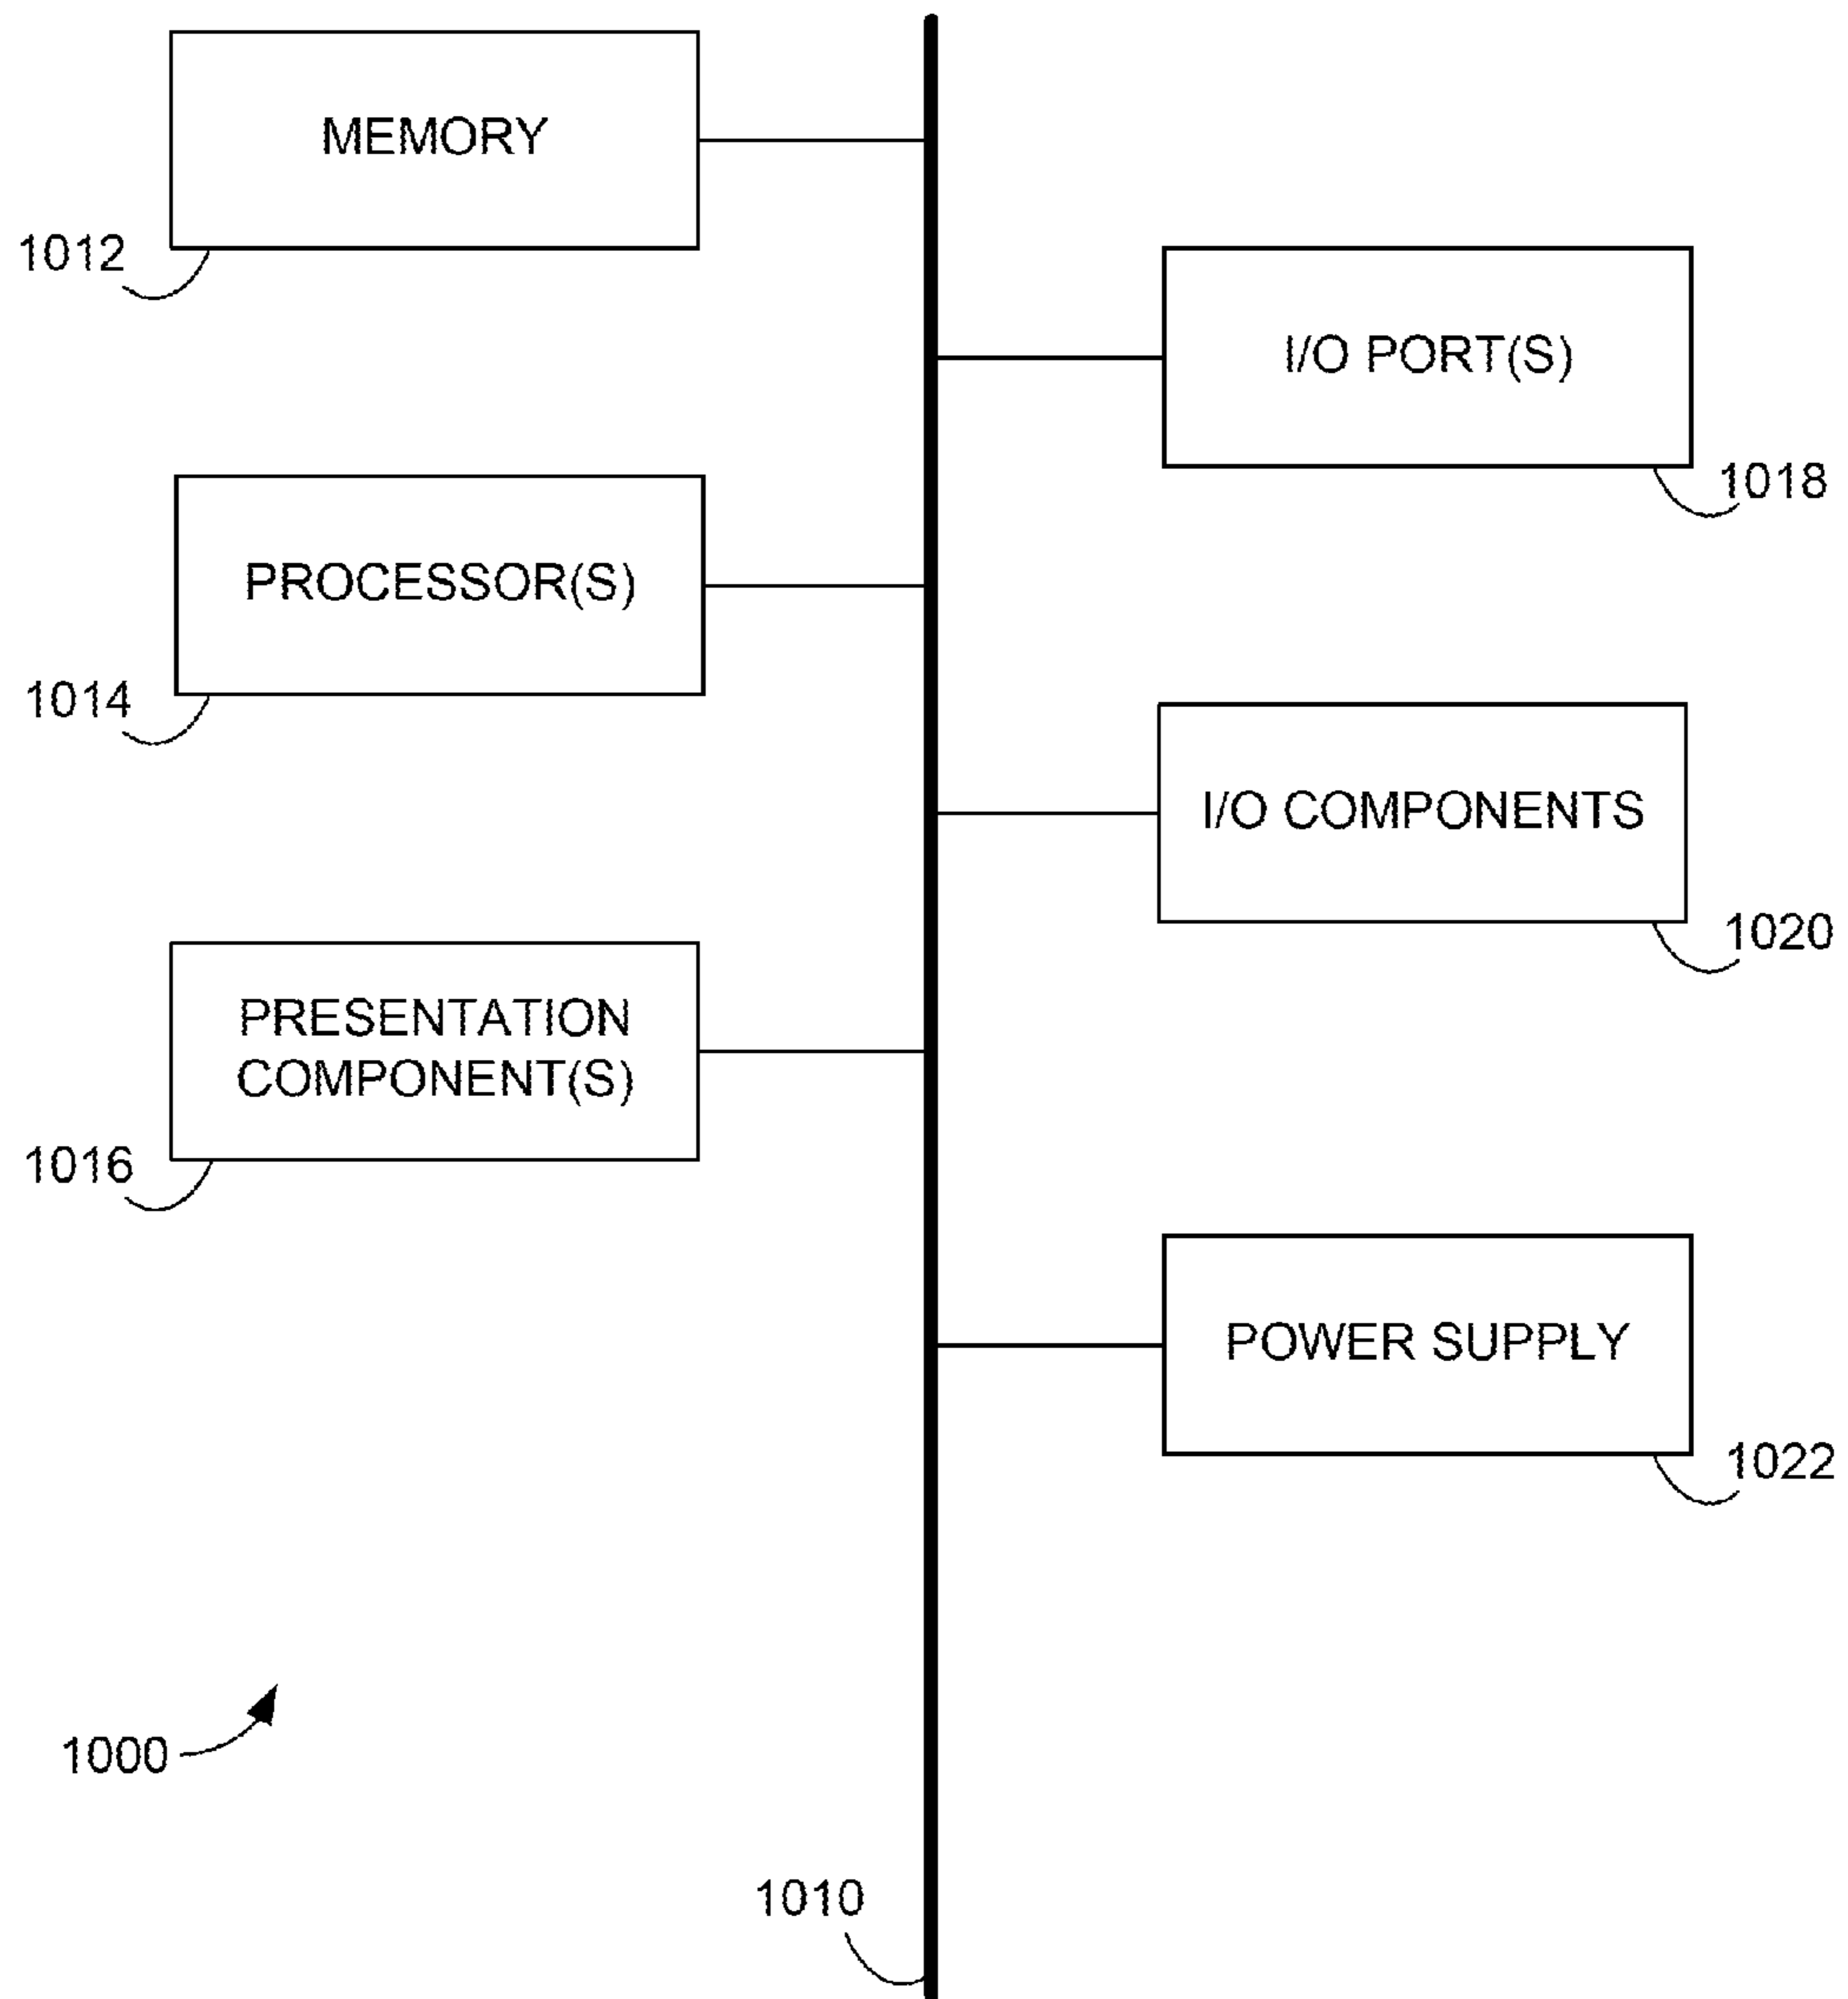 MEMORY
1012
I/O PORT(S)
1018
PROCESSOR(S)
1014
I/O COMPONENTS
1020
PRESENTATION
COMPONENT(S)
1016
POWER SUPPLY
1022
1000
1010